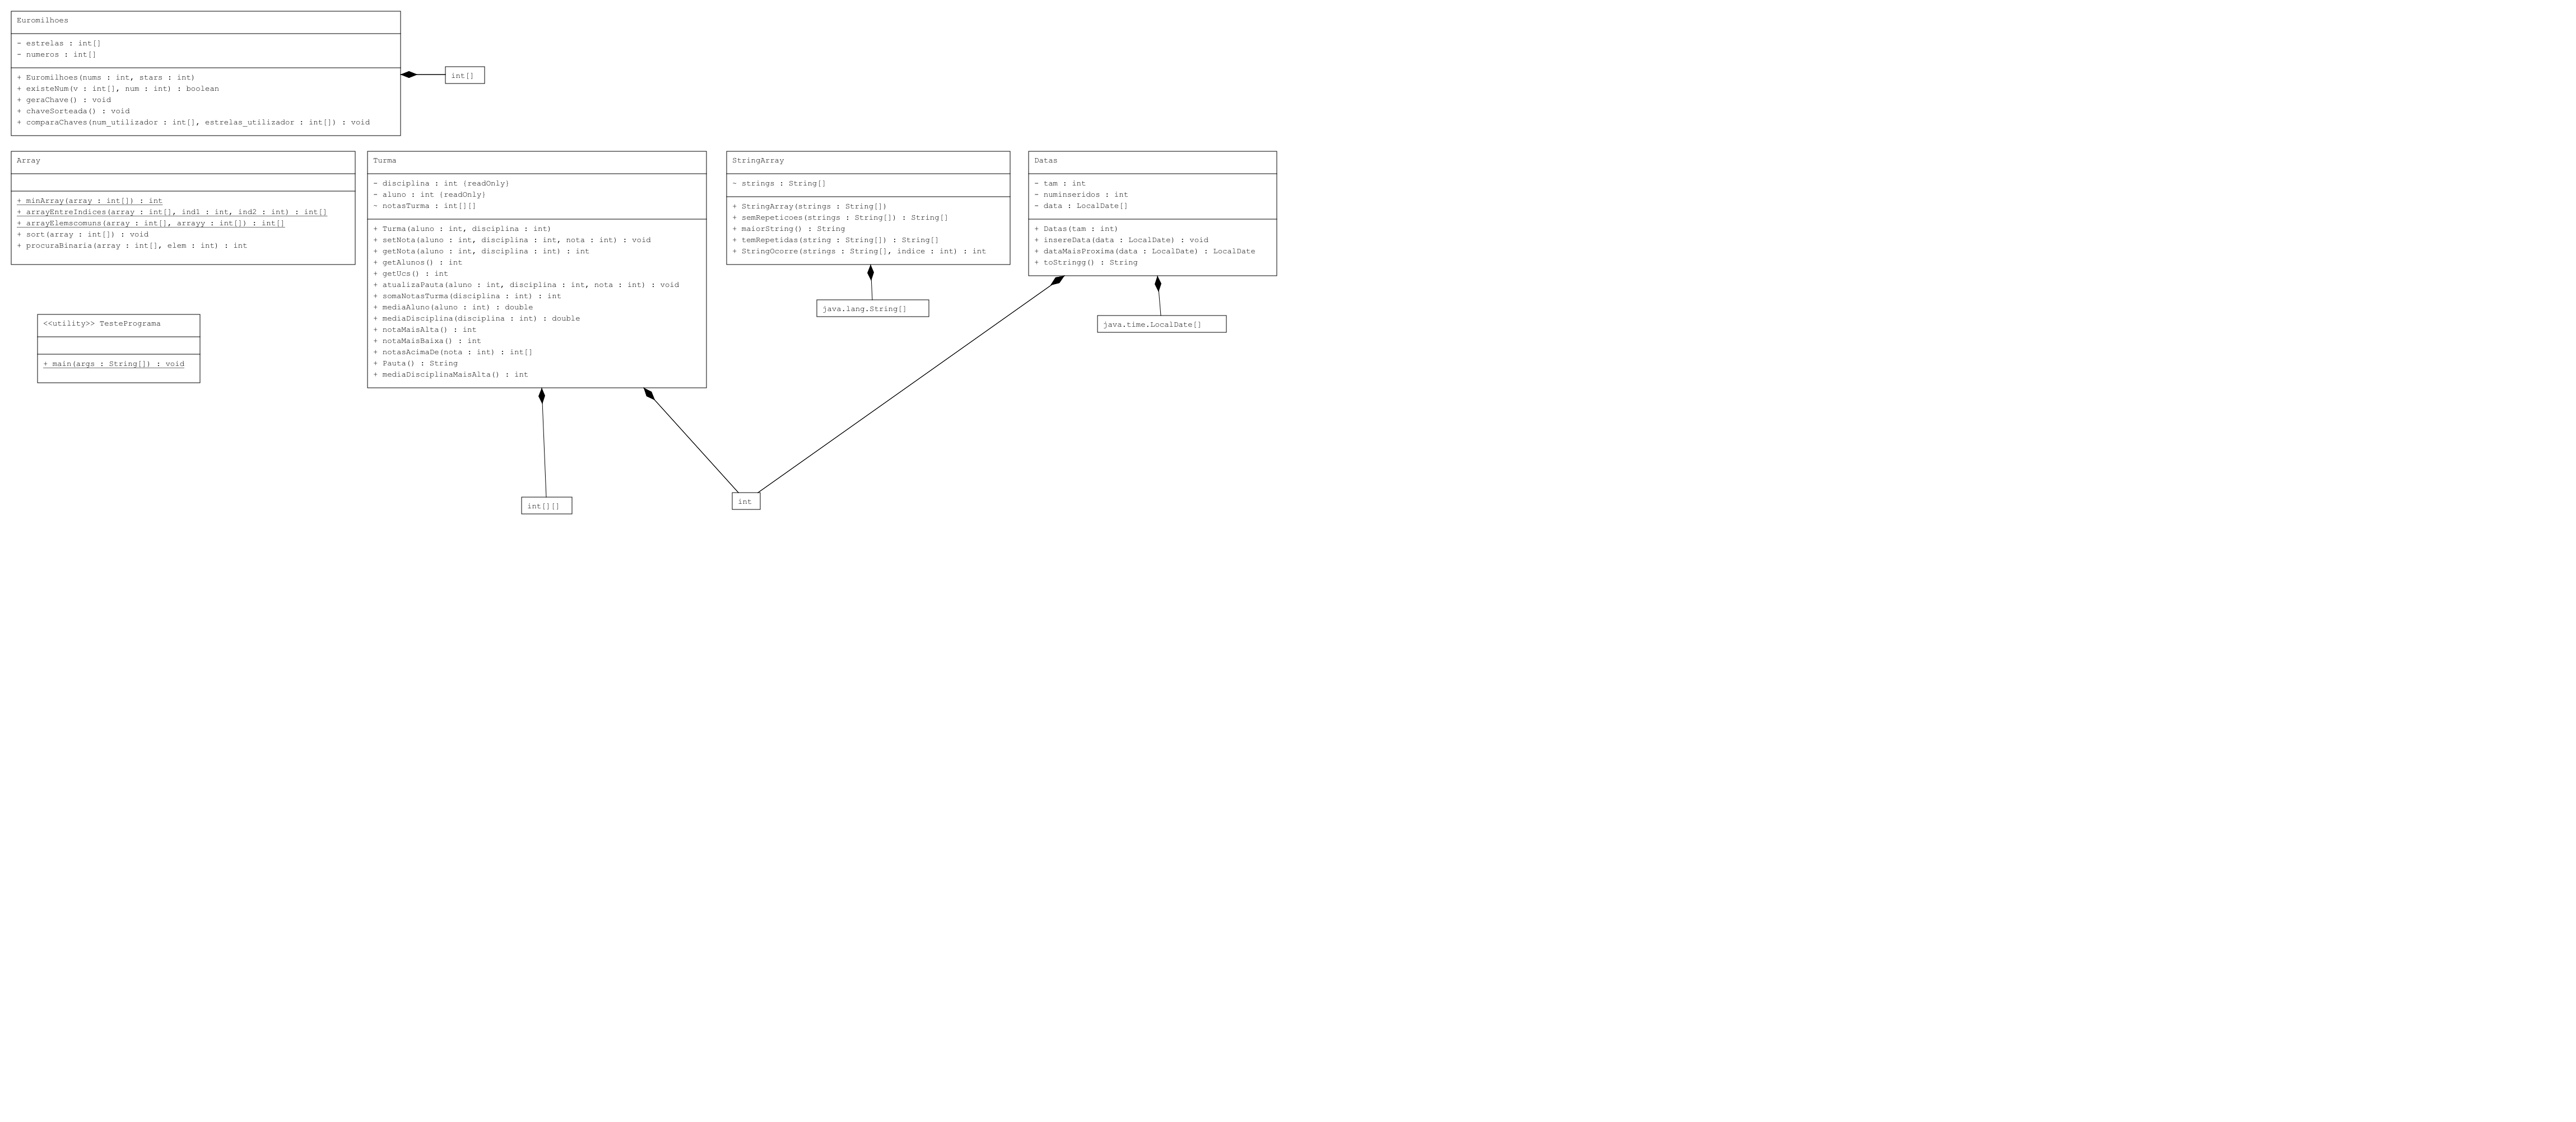 Euromilhoes
- estrelas : int[]
- numeros : int[]
+ Euromilhoes(nums : int, stars : int)
+ existeNum(v : int[], num : int) : boolean
+ geraChave() : void
+ chaveSorteada() : void
+ comparaChaves(num_utilizador : int[], estrelas_utilizador : int[]) : void
int[]
Array
+ minArray(array : int[]) : int
+ arrayEntreIndices(array : int[], ind1 : int, ind2 : int) : int[]
+ arrayElemscomuns(array : int[], arrayy : int[]) : int[]
+ sort(array : int[]) : void
+ procuraBinaria(array : int[], elem : int) : int
Turma
- disciplina : int {readOnly}
- aluno : int {readOnly}
- notasTurma : int[][]
+ Turma(aluno : int, disciplina : int)
+ setNota(aluno : int, disciplina : int, nota : int) : void
+ getNota(aluno : int, disciplina : int) : int
+ getAlunos() : int
+ getUcs() : int
+ atualizaPauta(aluno : int, disciplina : int, nota : int) : void
+ somaNotasTurma(disciplina : int) : int
+ mediaAluno(aluno : int) : double
+ mediaDisciplina(disciplina : int) : double
+ notaMaisAlta() : int
+ notaMaisBaixa() : int
+ notasAcimaDe(nota : int) : int[]
+ Pauta() : String
+ mediaDisciplinaMaisAlta() : int
StringArray
- strings : String[]
+ StringArray(strings : String[])
+ semRepeticoes(strings : String[]) : String[]
+ maiorString() : String
+ temRepetidas(string : String[]) : String[]
+ StringOcorre(strings : String[], indice : int) : int
Datas
- tam : int
- numinseridos : int
- data : LocalDate[]
+ Datas(tam : int)
+ insereData(data : LocalDate) : void
+ dataMaisProxima(data : LocalDate) : LocalDate
+ toStringg() : String
java.lang.String[]
java.time.LocalDate[]
<<utility>> TestePrograma
+ main(args : String[]) : void
int[][]
int